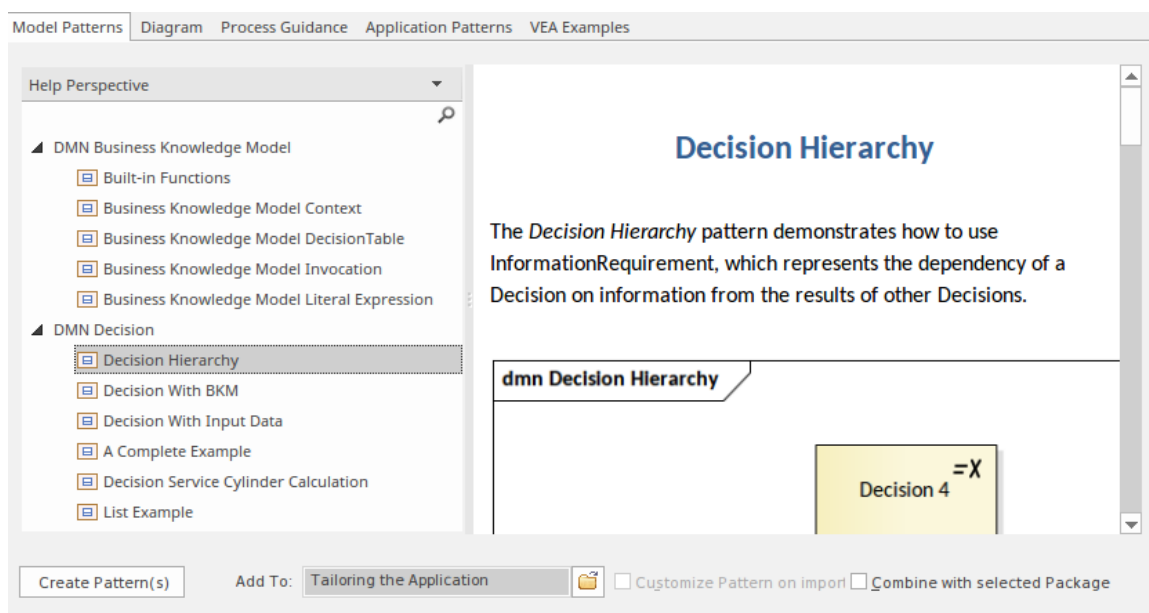 Model Patterns Diagram Process Guidance Application Patterns VEA Examples
Help Perspective
DMN Business Knowledge Model
Built-in Functions
Business Knowledge Model Context
Business Knowledge Model DecisionTable
Business Knowledge Model Invocation
Business Knowledge Model Literal Expression
DMN Decision
Decision Hierarchy
Decision With BKM
Decision With Input Data
A Complete Example
Decision Service Cylinder Calculation
List Example
Decision Hierarchy
The Decision Hierarchy pattern demonstrates how to use
InformationRequirement, which represents the dependency of a
Decision on information from the results of other Decisions.
dmn Decision Hierarchy
=X
Decision 4
Create Pattern(s) Add To: Tailoring the Application Customize Pattern on import Combine with selected Package